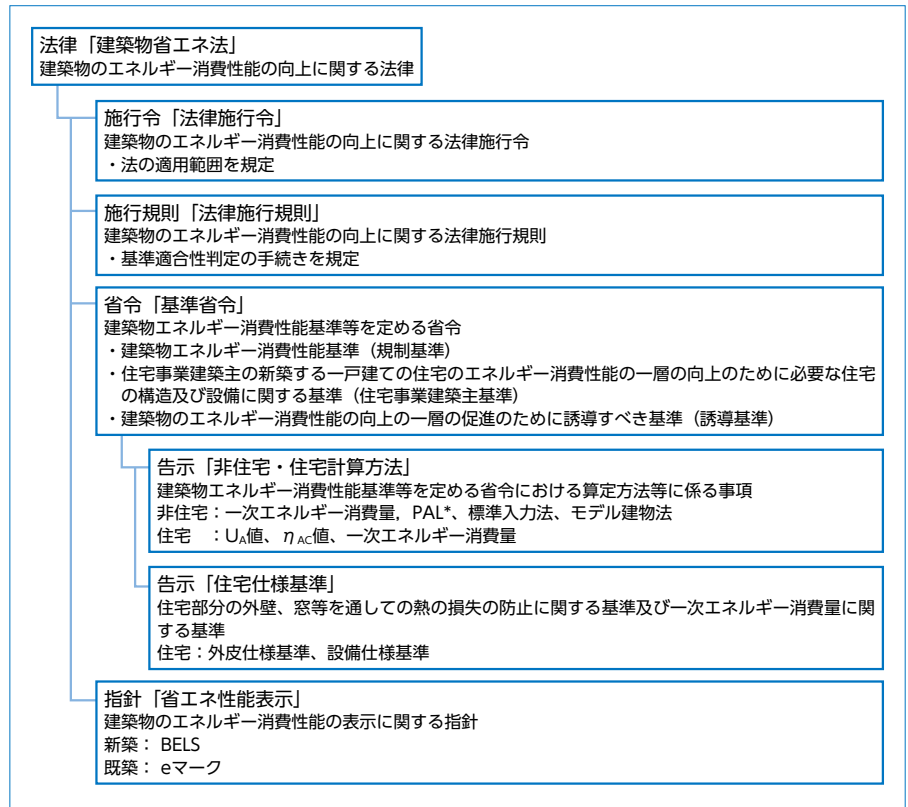 法律「建築物省エネ法」
建築物のエネルギー消費性能の向上に関する法律
施行令「法律施行令」
建築物のエネルギー消費性能の向上に関する法律施行令
・法の適用範囲を規定
施行規則「法律施行規則」
建築物のエネルギー消費性能の向上に関する法律施行規則
・基準適合性判定の手続きを規定
省令「基準省令」
建築物エネルギー消費性能基準等を定める省令
・建築物エネルギー消費性能基準（規制基準）
・住宅事業建築主の新築する一戸建ての住宅のエネルギー消費性能の一層の向上のために必要な住宅
の構造及び設備に関する基準（住宅事業建築主基準）
・建築物のエネルギー消費性能の向上の一層の促進のために誘導すべき基準（誘導基準）
告示「非住宅・住宅計算方法」
建築物エネルギー消費性能基準等を定める省令における算定方法等に係る事項
非住宅：一次エネルギー消費量，PAL*、標準入力法、モデル建物法
住宅　：UA値、ηAC値、一次エネルギー消費量
告示「住宅仕様基準」
住宅部分の外壁、窓等を通しての熱の損失の防止に関する基準及び一次エネルギー消費量に関
する基準
住宅：外皮仕様基準、設備仕様基準
指針「省エネ性能表示」
建築物のエネルギー消費性能の表示に関する指針
新築： BELS
既築： eマーク